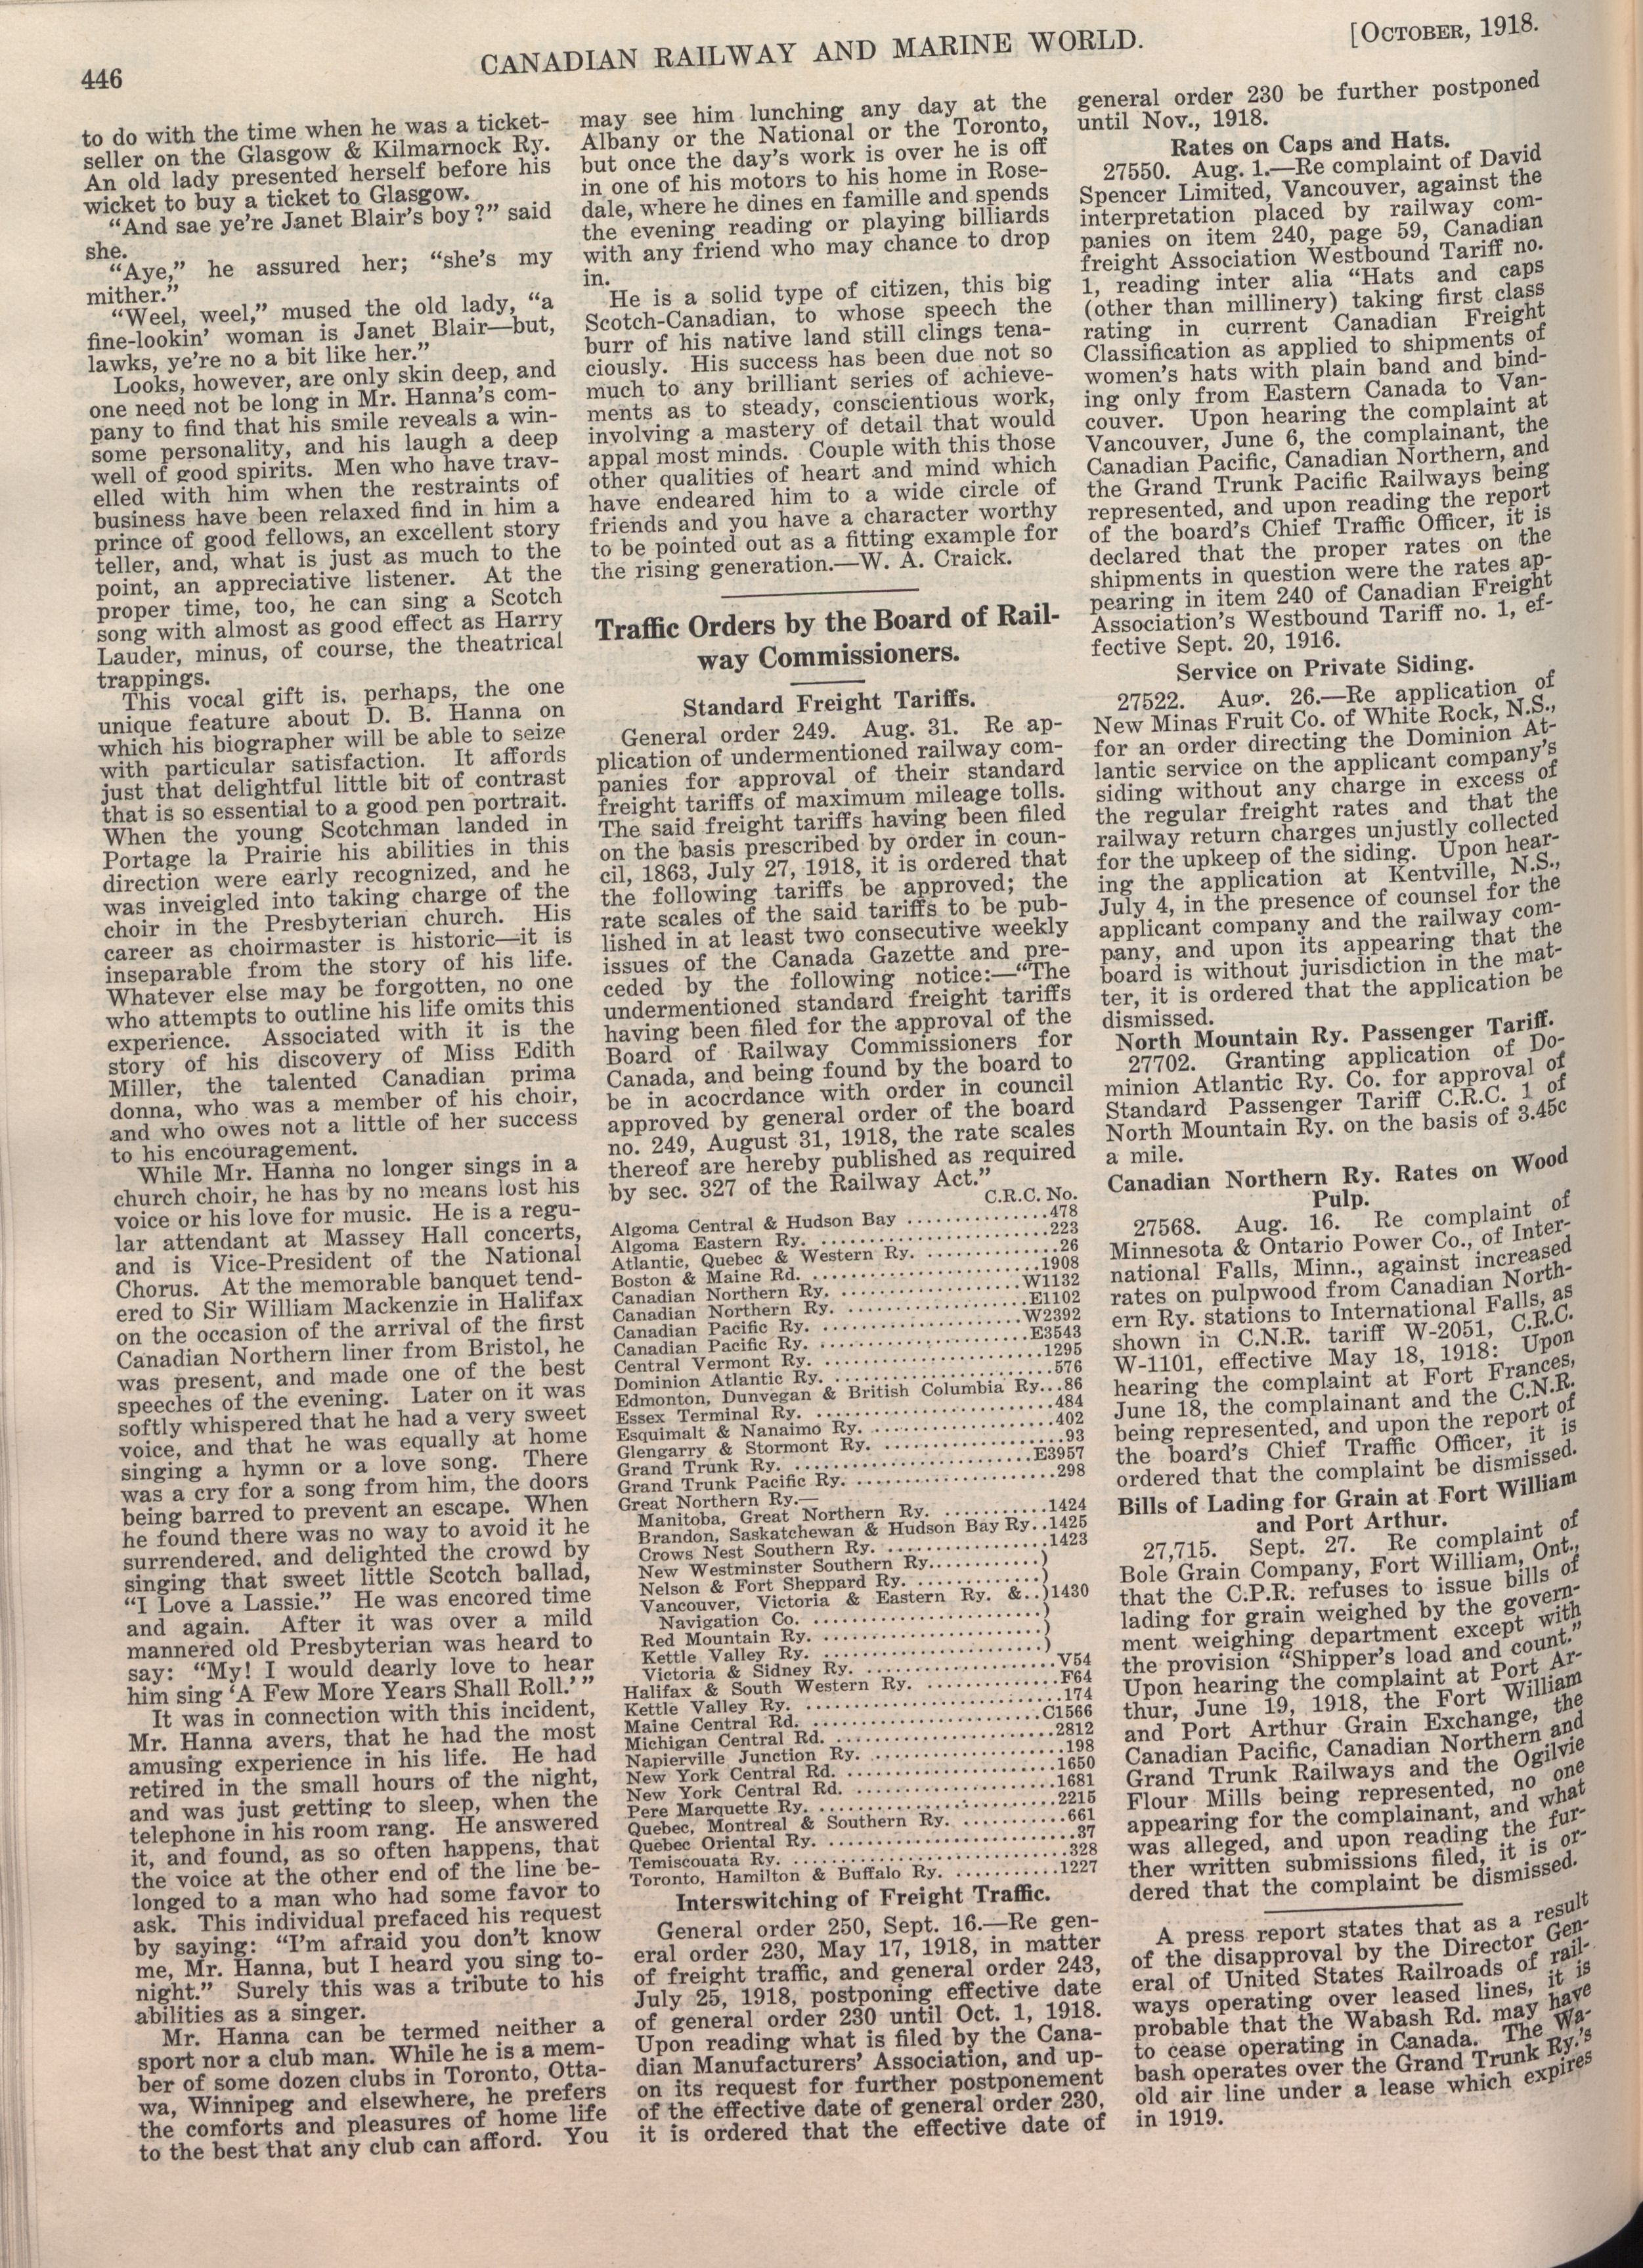 446
CANADIAN RAILWAY AND MARINE WORLD.
[OCTOBER, 1918.
to do with the time when he was a ticket-
seller on the Glasgow & Kilmarnock Ry.
An old lady presented herself before his
wicket to buy a ticket to Glasgow.
"And sae ye're Janet Blair's boy?" said
she.
"Aye," he assured her; "she's my
mither."
"Weel, weel," mused the old lady, "a
fine-lookin' woman is Janet Blair—but,
lawks, ye're no a bit like her."
Looks, however, are only skin deep, and
one need not be long in Mr. Hanna's com-
pany to find that his smile reveals a win-
some personality, and his laugh a deep
well of good spirits. Men who have trav-
elled with him when the restraints of
business have been relaxed find in him a
prince of good fellows, an excellent story
teller, and, what is just as much to the
point, an appreciative listener. At the
proper time, too, he can sing a Scotch
song with almost as good effect as Harry
Lauder, minus, of course, the theatrical
trappings.
This vocal gift is, perhaps, the one
unique feature about D. B. Hanna on
which his biographer will be able to seize
with particular satisfaction. It affords
just that delightful little bit of contrast
that is so essential to a good pen portrait.
When the young Scotchman landed in
Portage la Prairie his abilities in this
direction were early recognized, and he
was inveigled into taking charge of the
choir in the Presbyterian church. His
career as choirmaster is historic—it is
inseparable from the story of his life.
Whatever else may be forgotten, no one
who attempts to outline his life omits this
experience. Associated with it is the
story of his discovery of Miss Edith
Miller, the talented Canadian prima
donna, who was a member of his choir,
and who owes not a little of her success
to his encouragement.
While Mr. Hanna no longer sings in a
church choir, he has by no means lost his
voice or his love for music. He is a regu-
lar attendant at Massey Hall concerts,
and is Vice-President of the National
Chorus. At the memorable banquet tend-
ered to Sir William Mackenzie in Halifax
on the occasion of the arrival of the first
Canadian Northern liner from Bristol, he
was present, and made one of the best
speeches of the evening. Later on it was
softly whispered that he had a very sweet
voice, and that he was equally at home
singing a hymn or a love song. There
was a cry for a song from him, the doors
being barred to prevent an escape. When
he found there was no way to avoid it he
surrendered, and delighted the crowd by
singing that sweet little Scotch ballad,
"I Love a Lassie." He was encored time
and again. After it was over a mild
mannered old Presbyterian was heard to
say: "My! I would dearly love to hear
him sing 'A Few More Years Shall Roll.' "
It was in connection with this incident,
Mr. Hanna avers, that he had the most
amusing experience in his life. He had
retired in the small hours of the night,
and was just getting to sleep, when the
telephone in his room rang. He answered
it, and found, as so often happens, that
the voice at the other end of the line be-
longed to a man who had some favor to
ask. This individual prefaced his request
by saying: "I'm afraid you don't know
me, Mr. Hanna, but I heard you sing to-
night." Surely this was a tribute to his
abilities as a singer.
Mr. Hanna can be termed neither a
sport nor a club man. While he is a mem-
ber of some dozen clubs in Toronto, Otta-
wa, Winnipeg and elsewhere, he prefers
the comforts and pleasures of home life
to the best that any club can afford. You
may see him lunching any day at the
Albany or the National or the Toronto,
but once the day's work is over he is off
in one of his motors to his home in Rose-
dale, where he dines en famille and spends
the evening reading or playing billiards
with any friend who may chance to drop
in.
He is a solid type of citizen, this big
Scotch-Canadian, to whose speech the
burr of his native land still clings tena-
ciously. His success has been due not so
much to any brilliant series of achieve-
ments as to steady, conscientious work,
involving a mastery of detail that would
appal most minds. Couple with this those
other qualities of heart and mind which
have endeared him to a wide circle of
friends and you have a character worthy
to be pointed out as a fitting example for
the rising generation.—W. A. Craick.
Traffic Orders by the Board of Rail-
way Commissioners.
Standard Freight Tariffs.
General order 249. Aug. 31. Re ap-
plication of undermentioned railway com-
panies for approval of their standard
freight tariffs of maximum mileage tolls.
The said freight tariffs having been filed
on the basis prescribed by order in coun-
cil, 1863, July 27, 1918, it is ordered that
the following tariffs be approved; the
rate scales of the said tariffs to be pub-
lished in at least two consecutive weekly
issues of the Canada Gazette and pre-
ceded by the following notice:—"The
undermentioned standard freight tariffs
having been filed for the approval of the
Board of Railway Commissioners for
Canada, and being found by the board to
be in acocrdance with order in council
approved by general order of the board
no. 249, August 31, 1918, the rate scales
thereof are hereby published as required
by sec. 327 of the Railway Act."
C.R.C. No.
Algoma Central & Hudson Bay ...............478
Algoma Eastern Ry. ........................223
Atlantic, Quebec & Western Ry. .............26
Boston & Maine Rd. .......................1908
Canadian Northern Ry. ...................W1132
Canadian Northern Ry. ...................E1102
Canadian Pacific Ry. ....................W2392
Canadian Pacific Ry. ....................E3543
Central Vermont Ry. ......................1295
Dominion Atlantic Ry. .....................576
Edmonton, Dunvegan & British Columbia Ry...86
Essex Terminal Ry. ........................484
Esquimalt & Nanaimo Ry. ...................402
Glengarry & Stormont Ry. ...................93
Grand Trunk Ry. .........................E3957
Grand Trunk Pacific Ry. ...................298
Great Northern Ry.—
Manitoba, Great Northern Ry. ..........1424
Brandon, Saskatchewan & Hudson Bay Ry..1425
Crows Nest Southern Ry. ................1423
New Westminster Southern Ry............)
Nelson & Fort Sheppard Ry. ............)
Vancouver, Victoria & Eastern Ry. &..)1430
Navigation Co. .......................)
Red Mountain Ry. ......................)
Kettle Valley Ry. .....................)
Victoria & Sidney Ry. ..................V54
Halifax & South Western Ry. ..............F64
Kettle Valley Ry. .........................174
Maine Central Rd. .......................C1566
Michigan Central Rd. .....................2812
Napierville Junction Ry. ..................198
New York Central Rd. .....................1650
New York Central Rd. .....................1681
Pere Marquette Ry. .......................2215
Quebec, Montreal & Southern Ry. ...........661
Quebec Oriental Ry. ........................37
Temiscouata Ry. ...........................328
Toronto, Hamilton & Buffalo Ry. ..........1227
Interswitching of Freight Traffic.
General order 250, Sept. 16.—Re gen-
eral order 230, May 17, 1918, in matter
of freight traffic, and general order 243,
July 25, 1918, postponing effective date
of general order 230 until Oct. 1, 1918.
Upon reading what is filed by the Cana-
dian Manufacturers' Association, and up-
on its request for further postponement
of the effective date of general order 230,
it is ordered that the effective date of
general order 230 be further postponed
until Nov., 1918.
Rates on Caps and Hats.
27550. Aug. 1.—Re complaint of David
Spencer Limited, Vancouver, against the
interpretation placed by railway com-
panies on item 240, page 59, Canadian
freight Association Westbound Tariff no.
1, reading inter alia "Hats and caps
(other than millinery) taking first class
rating in current Canadian Freight
Classification as applied to shipments of
women's hats with plain band and bind-
ing only from Eastern Canada to Van-
couver. Upon hearing the complaint at
Vancouver, June 6, the complainant, the
Canadian Pacific, Canadian Northern, and
the Grand Trunk Pacific Railways being
represented, and upon reading the report
of the board's Chief Traffic Officer, it is
declared that the proper rates on the
shipments in question were the rates ap-
pearing in item 240 of Canadian Freight
Association's Westbound Tariff no. 1, ef-
fective Sept. 20, 1916.
Service on Private Siding.
27522. Aug. 26.—Re application of
New Minas Fruit Co. of White Rock, N.S.,
for an order directing the Dominion At-
lantic service on the applicant company's
siding without any charge in excess of
the regular freight rates and that the
railway return charges unjustly collected
for the upkeep of the siding. Upon hear-
ing the application at Kentville, N.S.,
July 4, in the presence of counsel for the
applicant company and the railway com-
pany, and upon its appearing that the
board is without jurisdiction in the mat-
ter, it is ordered that the application be
dismissed.
North Mountain Ry. Passenger Tariff.
27702. Granting application of Do-
minion Atlantic Ry. Co. for approval of
Standard Passenger Tariff C.R.C. 1 of
North Mountain Ry. on the basis of 3.45c
a mile.
Canadian Northern Ry. Rates on Wood
Pulp.
27568. Aug. 16. Re complaint of
Minnesota & Ontario Power Co., of Inter-
national Falls, Minn., against increased
rates on pulpwood from Canadian North-
ern Ry. stations to International Falls, as
shown in C.N.R. tariff W-2051, C.R.C.
W-1101, effective May 18, 1918: Upon
hearing the complaint at Fort Frances,
June 18, the complainant and the C.N.R.
being represented, and upon the report of
the board's Chief Traffic Officer, it is
ordered that the complaint be dismissed.
Bills of Lading for Grain at Fort William
and Port Arthur.
27,715. Sept. 27. Re complaint of
Bole Grain Company, Fort William, Ont.,
that the C.P.R. refuses to issue bills of
lading for grain weighed by the govern-
ment weighing department except with
the provision "Shipper's load and count."
Upon hearing the complaint at Port Ar-
thur, June 19, 1918, the Fort William
and Port Arthur Grain Exchange, the
Canadian Pacific, Canadian Northern and
Grand Trunk Railways and the Ogilvie
Flour Mills being represented, no one
appearing for the complainant, and what
was alleged, and upon reading the fur-
ther written submissions filed, it is or-
dered that the complaint be dismissed.
A press report states that as a result
of the disapproval by the Director Gen-
eral of United States Railroads of rail-
ways operating over leased lines, it is
probable that the Wabash Rd. may have
to cease operating in Canada. The Wa-
bash operates over the Grand Trunk Ry.'s
old air line under a lease which expires
in 1919.